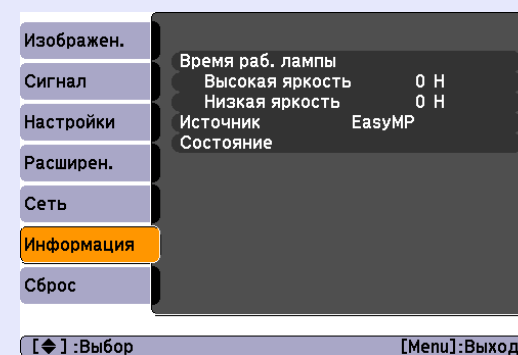 Изображен.
Сигнал
Настройки
Расширен.
Сеть
Информация
Сброс
Время раб. лампы
Высокая яркость 0 H
Низкая яркость 0 H
Источник EasyMP
Состояние
[◆] :Выбор [Menu]:Выход